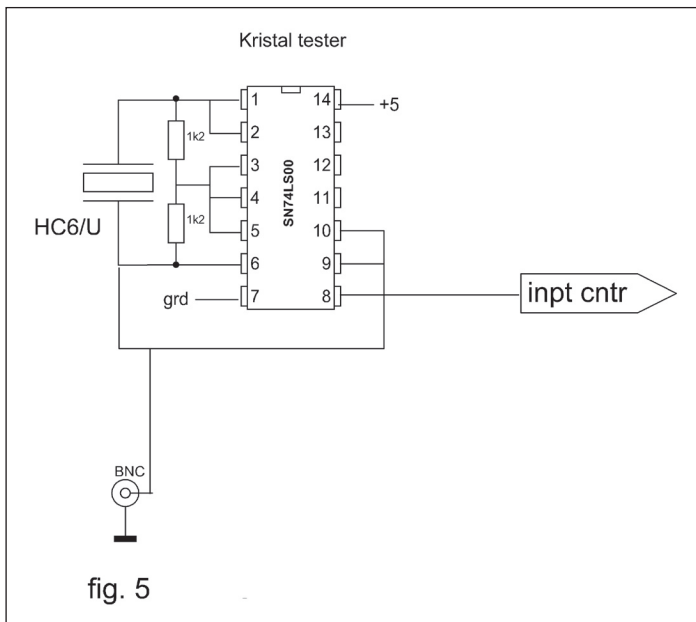 Kristal tester
1 14 +5
1k2
2 13
3 12
SN74LS00
4 11
1k2
5 10
HC6/U
6 9
grd 7 8
inpt cntr
BNC
fig. 5